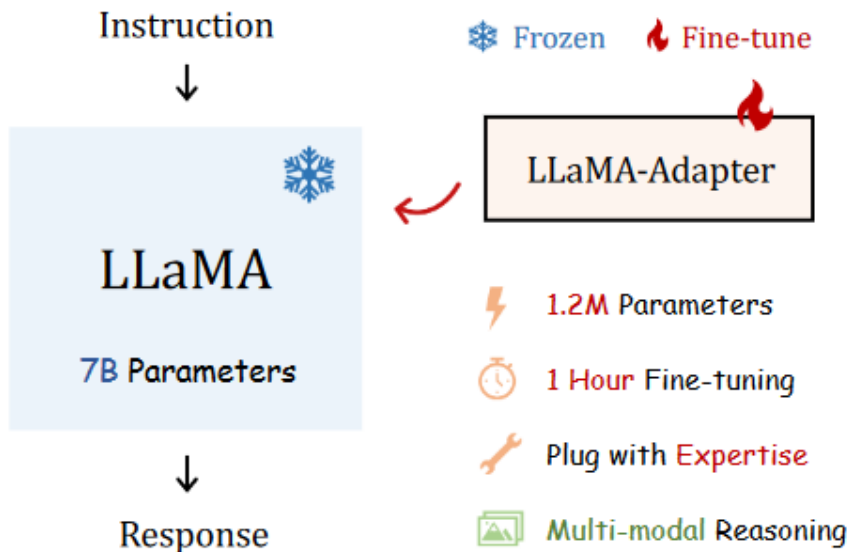 Instruction
Frozen
Fine-tune
LLaMA-Adapter
LLaMA
7B Parameters
1.2M Parameters
1 Hour Fine-tuning
Plug with Expertise
Multi-modal Reasoning
Response